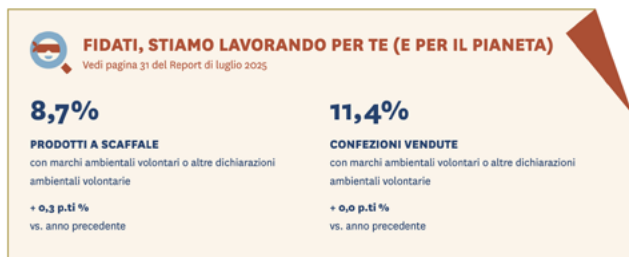 FIDATI, STIAMO LAVORANDO PER TE (E PER IL PIANETA)
Vedi pagina 31 del Report di luglio 2025
8,7%
PRODOTTI A SCAFFALE
con marchi ambientali volontari o altre dichiarazioni
ambientali volontarie
+ 0,3 p.ti %
vs. anno precedente
11,4%
CONFEZIONI VENDUTE
con marchi ambientali volontari o altre dichiarazioni
ambientali volontarie
+ 0,0 p.ti %
vs. anno precedente